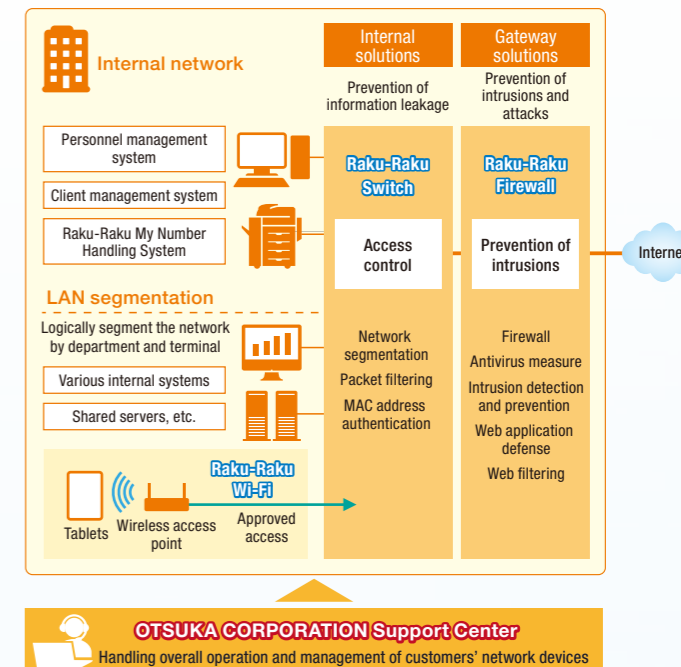 Internal network
Internal
solutions
Gateway
solutions
Prevention of
information leakage
Prevention of
intrusions and
attacks
Personnel management
system
Client management system
Raku-Raku My Number
Handling System
Raku-Raku
Switch
Raku-Raku
Firewall
Access
control
Prevention of
intrusions
Interne
LAN segmentation
Logically segment the network
by department and terminal
Various internal systems
Shared servers, etc.
Network
segmentation
Packet filtering
MAC address
authentication
Firewall
Antivirus measure
Intrusion detection
and prevention
Web application
defense
Web filtering
Raku-Raku
Wi-Fi
Tablets
Wireless access
point
Approved
access
OTSUKA CORPORATION Support Center
Handling overall operation and management of customers' network devices